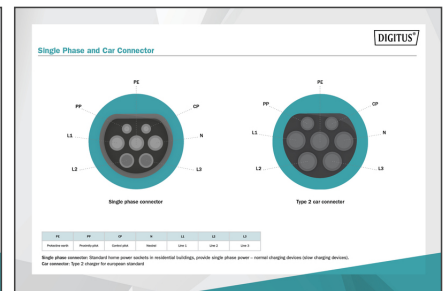 DIGITUS®
Single Phase and Car Connector
PE
PP
CP
L1
N
L2
L3
Single phase connector
PE
PP
CP
L1
N
L2
L3
Type 2 car connector
PE PP CP N L1 L2 L3
Protective earth Proximity pilot Control pilot Neutral Line 1 Line 2 Line 3
Single phase connector: Standard home power sockets in residential buildings, provide single phase power – normal charging devices (slow charging devices).
Car connector: Type 2 charger for european standard